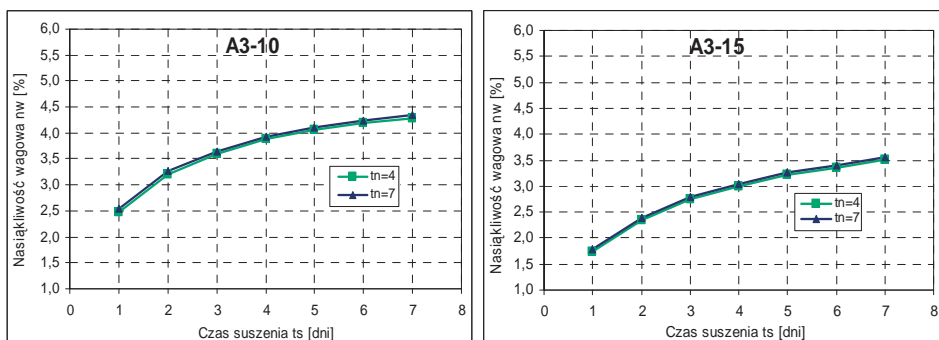 A3-10
Nasiąkliwość wagowa nw [%]
6,0
5,5
5,0
4,5
4,0
3,5
3,0
2,5
2,0
1,5
1,0
tn=4
tn=7
0 1 2 3 4 5 6 7 8
Czas suszenia ts [dni]
A3-15
Nasiąkliwość wagowa nw [%]
6,0
5,5
5,0
4,5
4,0
3,5
3,0
2,5
2,0
1,5
1,0
tn=4
tn=7
0 1 2 3 4 5 6 7 8
Czas suszenia ts [dni]